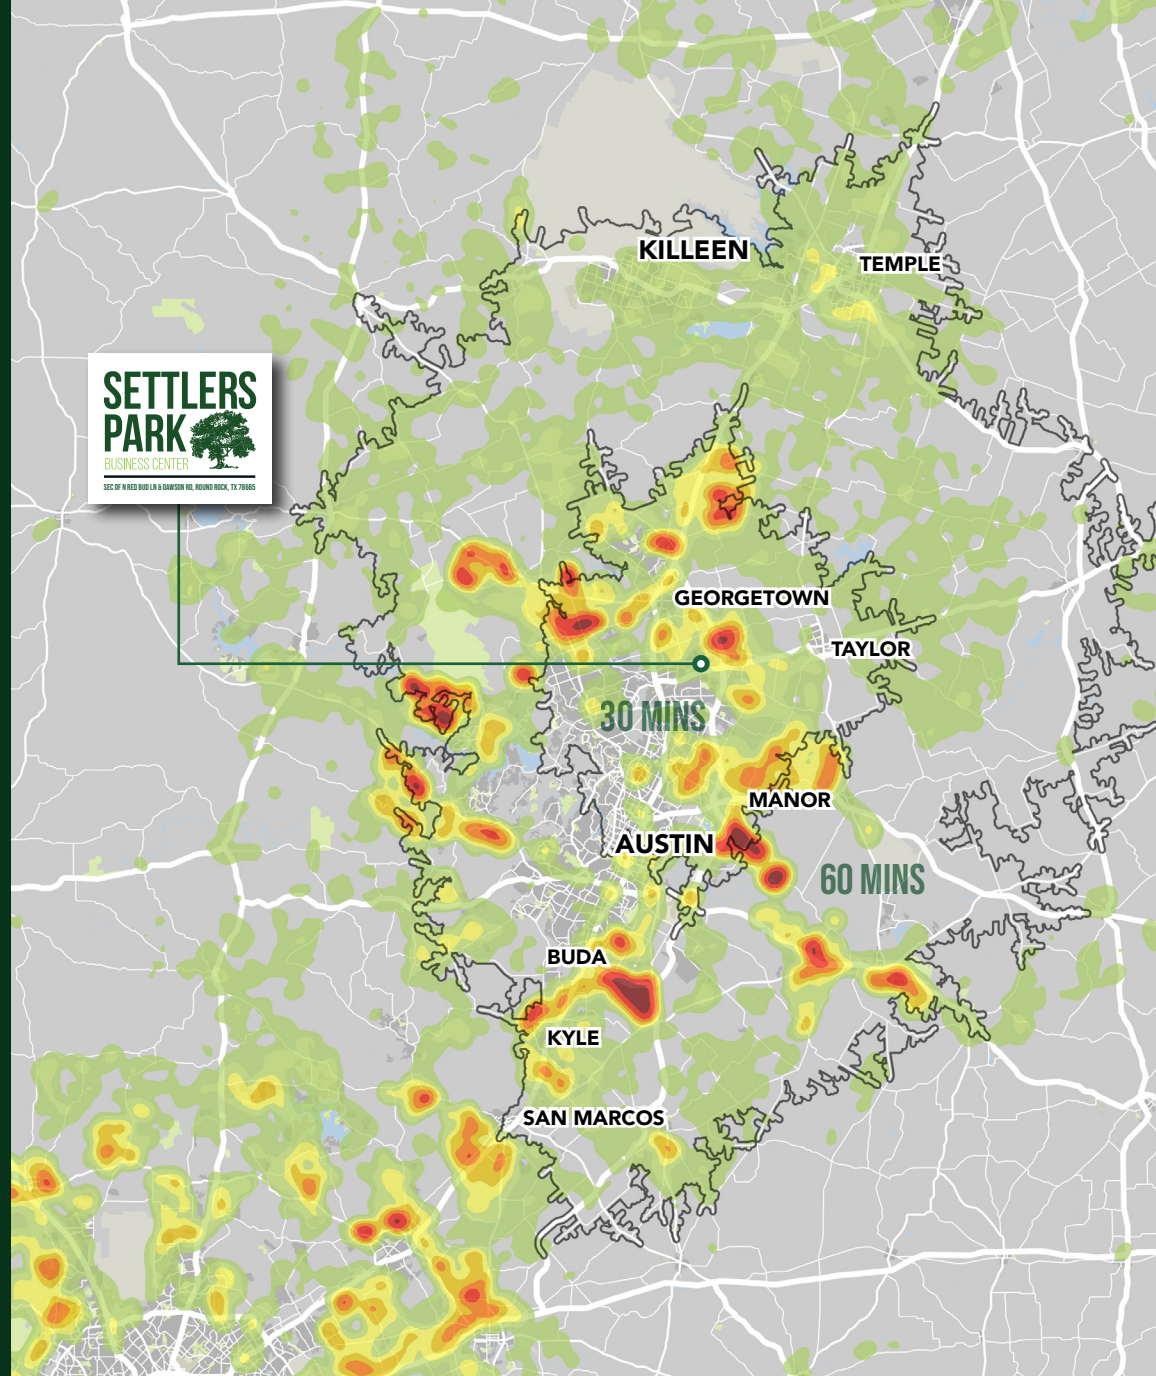 KILLEEN
TEMPLE
SETTLERS
PARK
BUSINESS CENTER
SEC OF N RED BUD LN & DAWSON RD, ROUND ROCK, TX 78665
GEORGETOWN
TAYLOR
30 MINS
MANOR
AUSTIN
60 MINS
BUDA
KYLE
SAN MARCOS